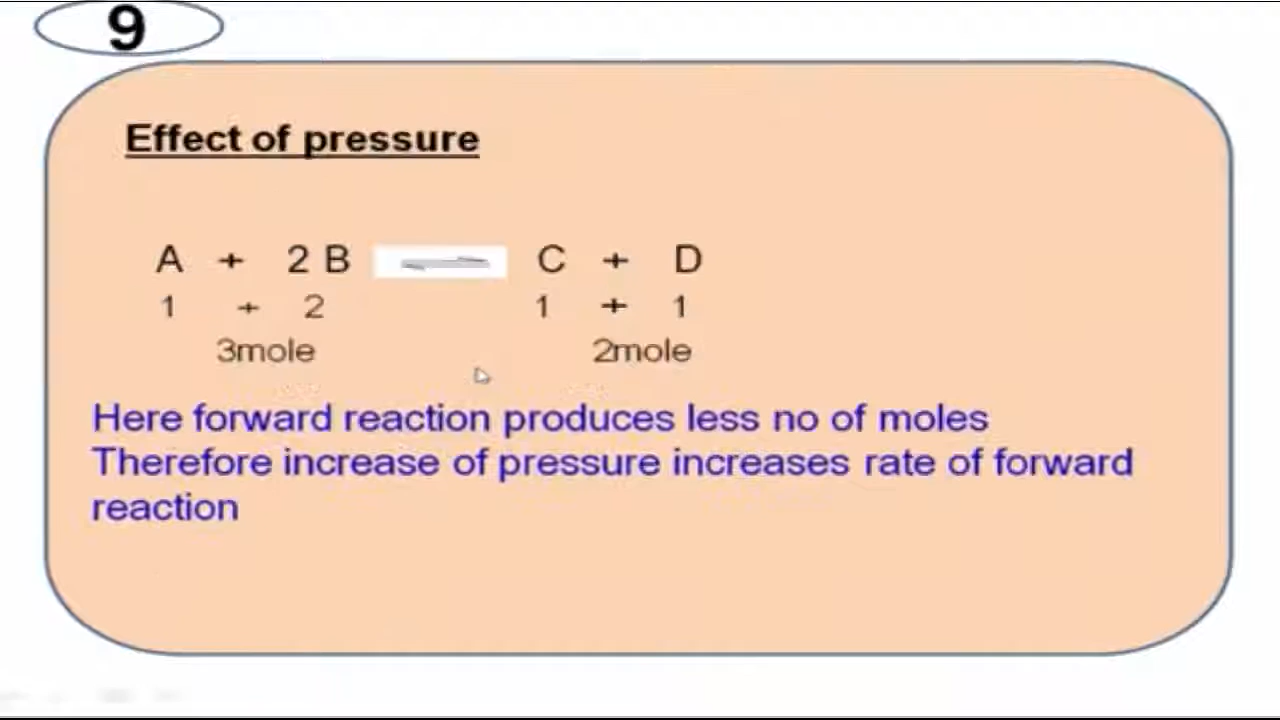 9
Effect of pressure
A + 2 B ⇌ C + D
1 + 2 1 + 1
3mole 2mole
Here forward reaction produces less no of moles
Therefore increase of pressure increases rate of forward
reaction